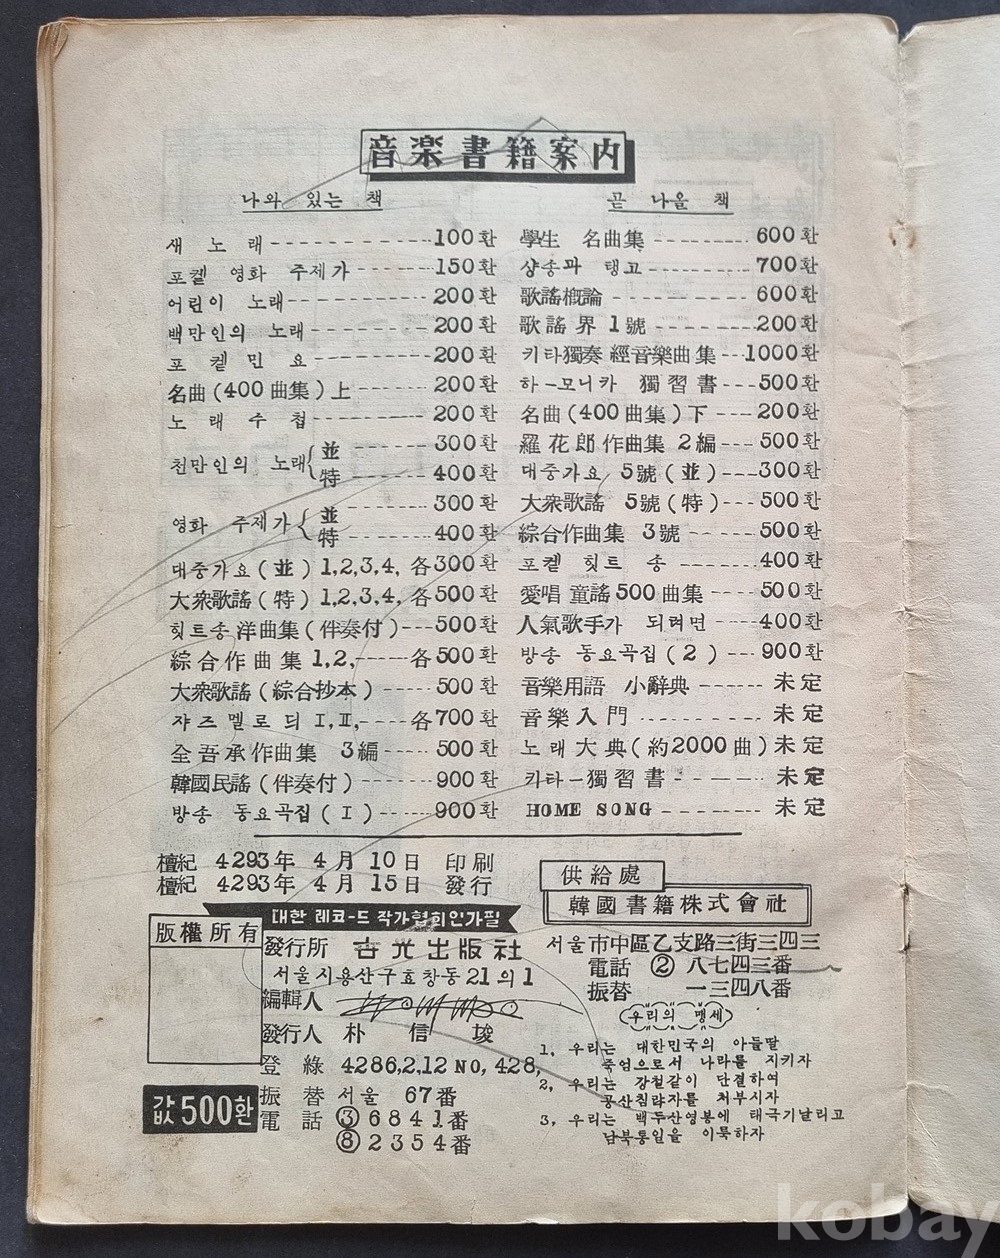 音楽書籍案内
나와 있는 책
새 노 래 ---------- 100환
포켙 영화 주제가 ------ 150환
어린이 노래 ---------- 200환
백만인의 노래 -------- 200환
포 켙 민 요 -------- 200환
名曲(400曲集)上 ------ 200환
노 래 수 첩 -------- 200환
천만인의 노래{並 ---- 300환
特 ---- 400환
영화 주제가{並 ---- 300환
特 ---- 400환
대중가요(並) 1,2,3,4, 各300환
大衆歌謠(特) 1,2,3,4, 各500환
힛트송 洋曲集(伴奏付) --- 500환
綜合作曲集 1,2, ----- 各500환
大衆歌謠(綜合抄本) ----- 500환
쟈즈 멜로듸 I,II, ---- 各700환
全吾承作曲集 3編 ----- 500환
韓國民謠(伴奏付) ------ 900환
방송 동요곡집(I) ------ 900환
곧 나올 책
學生 名曲集 -------- 600환
샹송과 탱고 -------- 700환
歌謠槪論 ---------- 600환
歌謠界 1號 --------- 200환
키타獨奏 經音樂曲集 -- 1000환
하-모니카 獨習書 --- 500환
名曲(400曲集)下 ---- 200환
羅花郎作曲集 2編 --- 500환
대중가요 5號(並) --- 300환
大衆歌謠 5號(特) --- 500환
綜合作曲集 3號 ----- 500환
포켙 힛트 송 ------ 400환
愛唱 童謠500曲集 --- 500환
人氣歌手가 되려면 ---- 400환
방송 동요곡집(2) --- 900환
音樂用語 小辭典 ------ 未定
音樂入門 ---------- 未定
노래大典(約2000曲) 未定
키타-獨習書 -------- 未定
HOME SONG -------- 未定
檀紀 4293年 4月 10日 印刷
檀紀 4293年 4月 15日 發行
대한 레코-드 작가협회인가필
版權所有
發行所 音光出版社
서울시용산구효창동21의1
編輯人
發行人 朴 信 埈
登 錄 4286,2,12 NO, 428,
振 替 서울 67番
電 話 ③6841番
⑧2354番
값500환
供給處
韓國書籍株式會社
서울市中區乙支路三街三四三
電話 ② 八七四三番
振替 一三四八番
우리의 맹세
1, 우리는 대한민국의 아들딸
죽엄으로서 나라를 지키자
2, 우리는 강철같이 단결하여
공산침략자를 처부시자
3, 우리는 백두산영봉에 태극기날리고
남북통일을 이룩하자
kobay